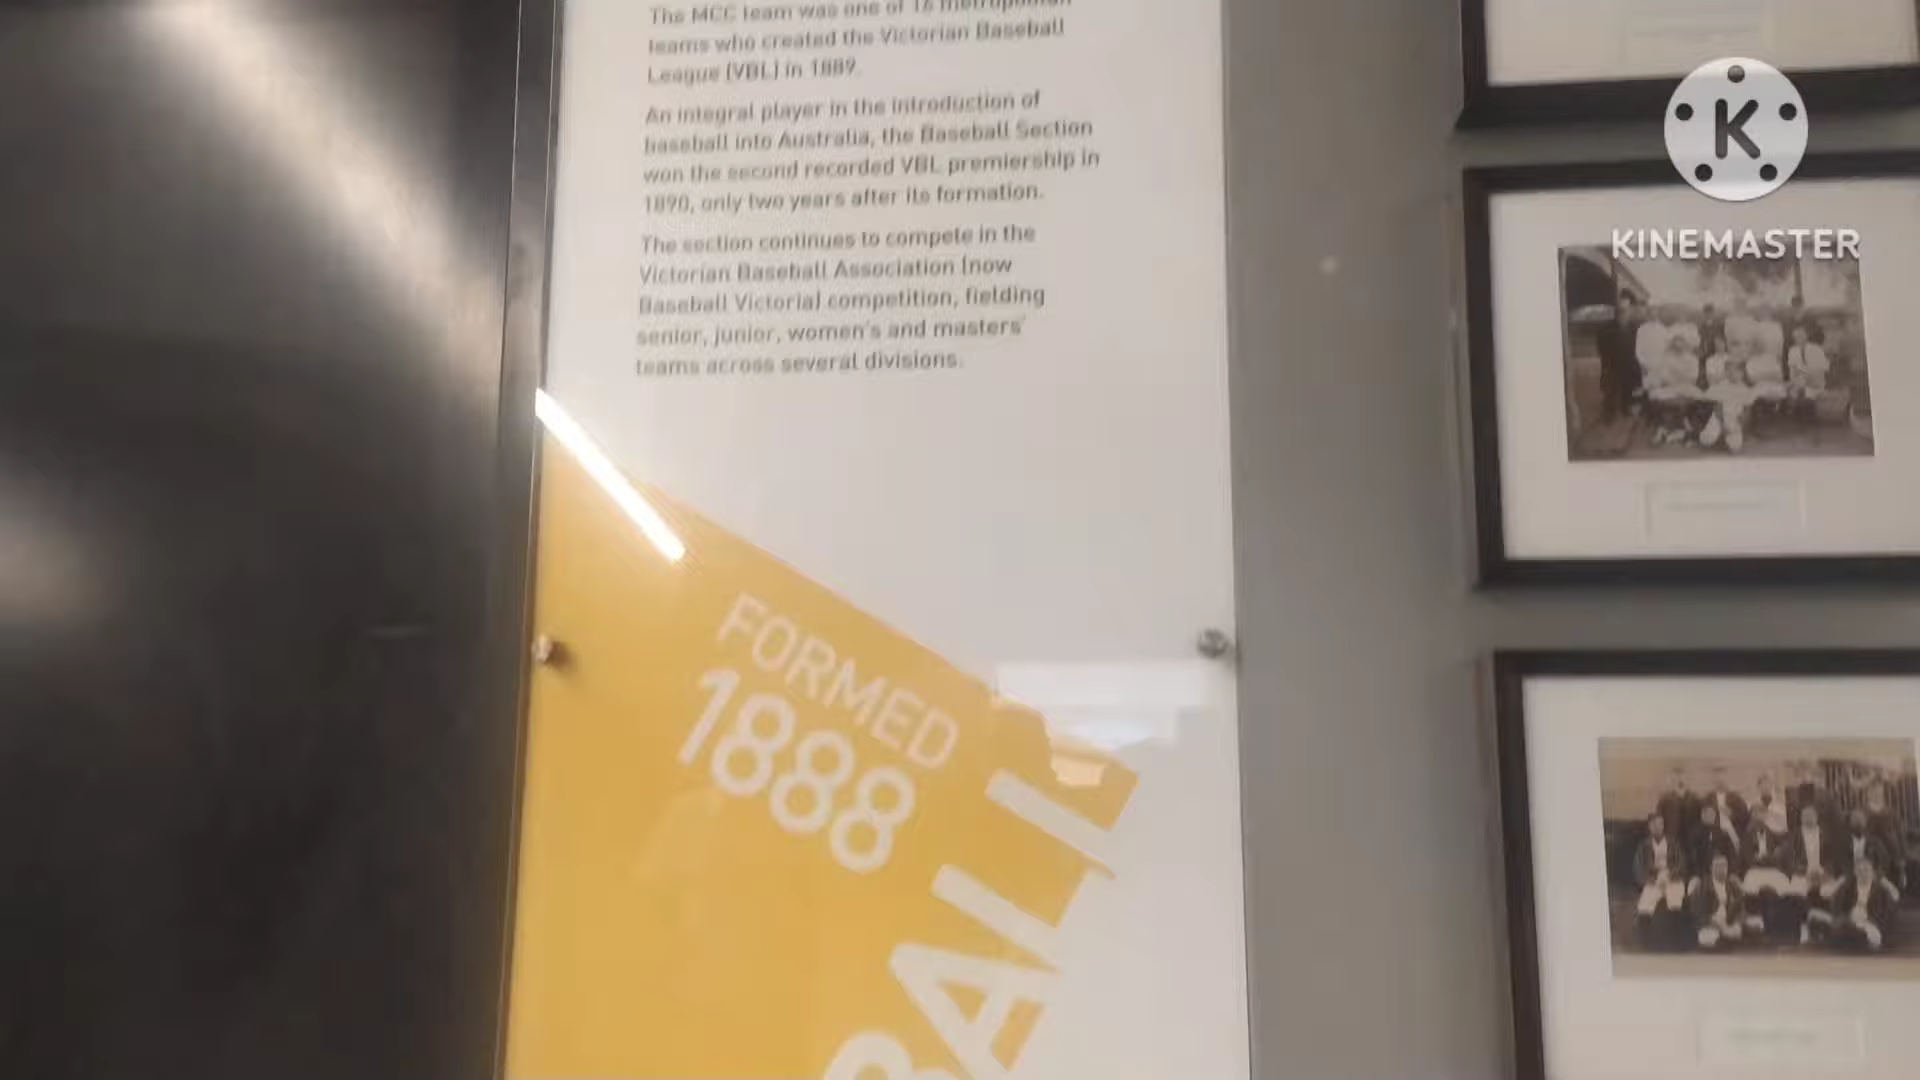 The MCC team was one of 16 metropolitan
teams who created the Victorian Baseball
League (VBL) in 1889.
An integral player in the introduction of
baseball into Australia, the Baseball Section
won the second recorded VBL premiership in
1890, only two years after its formation.
The section continues to compete in the
Victorian Baseball Association (now
Baseball Victoria) competition, fielding
senior, junior, women's and masters'
teams across several divisions.
FORMED
1888
BALL
K
KINEMASTER